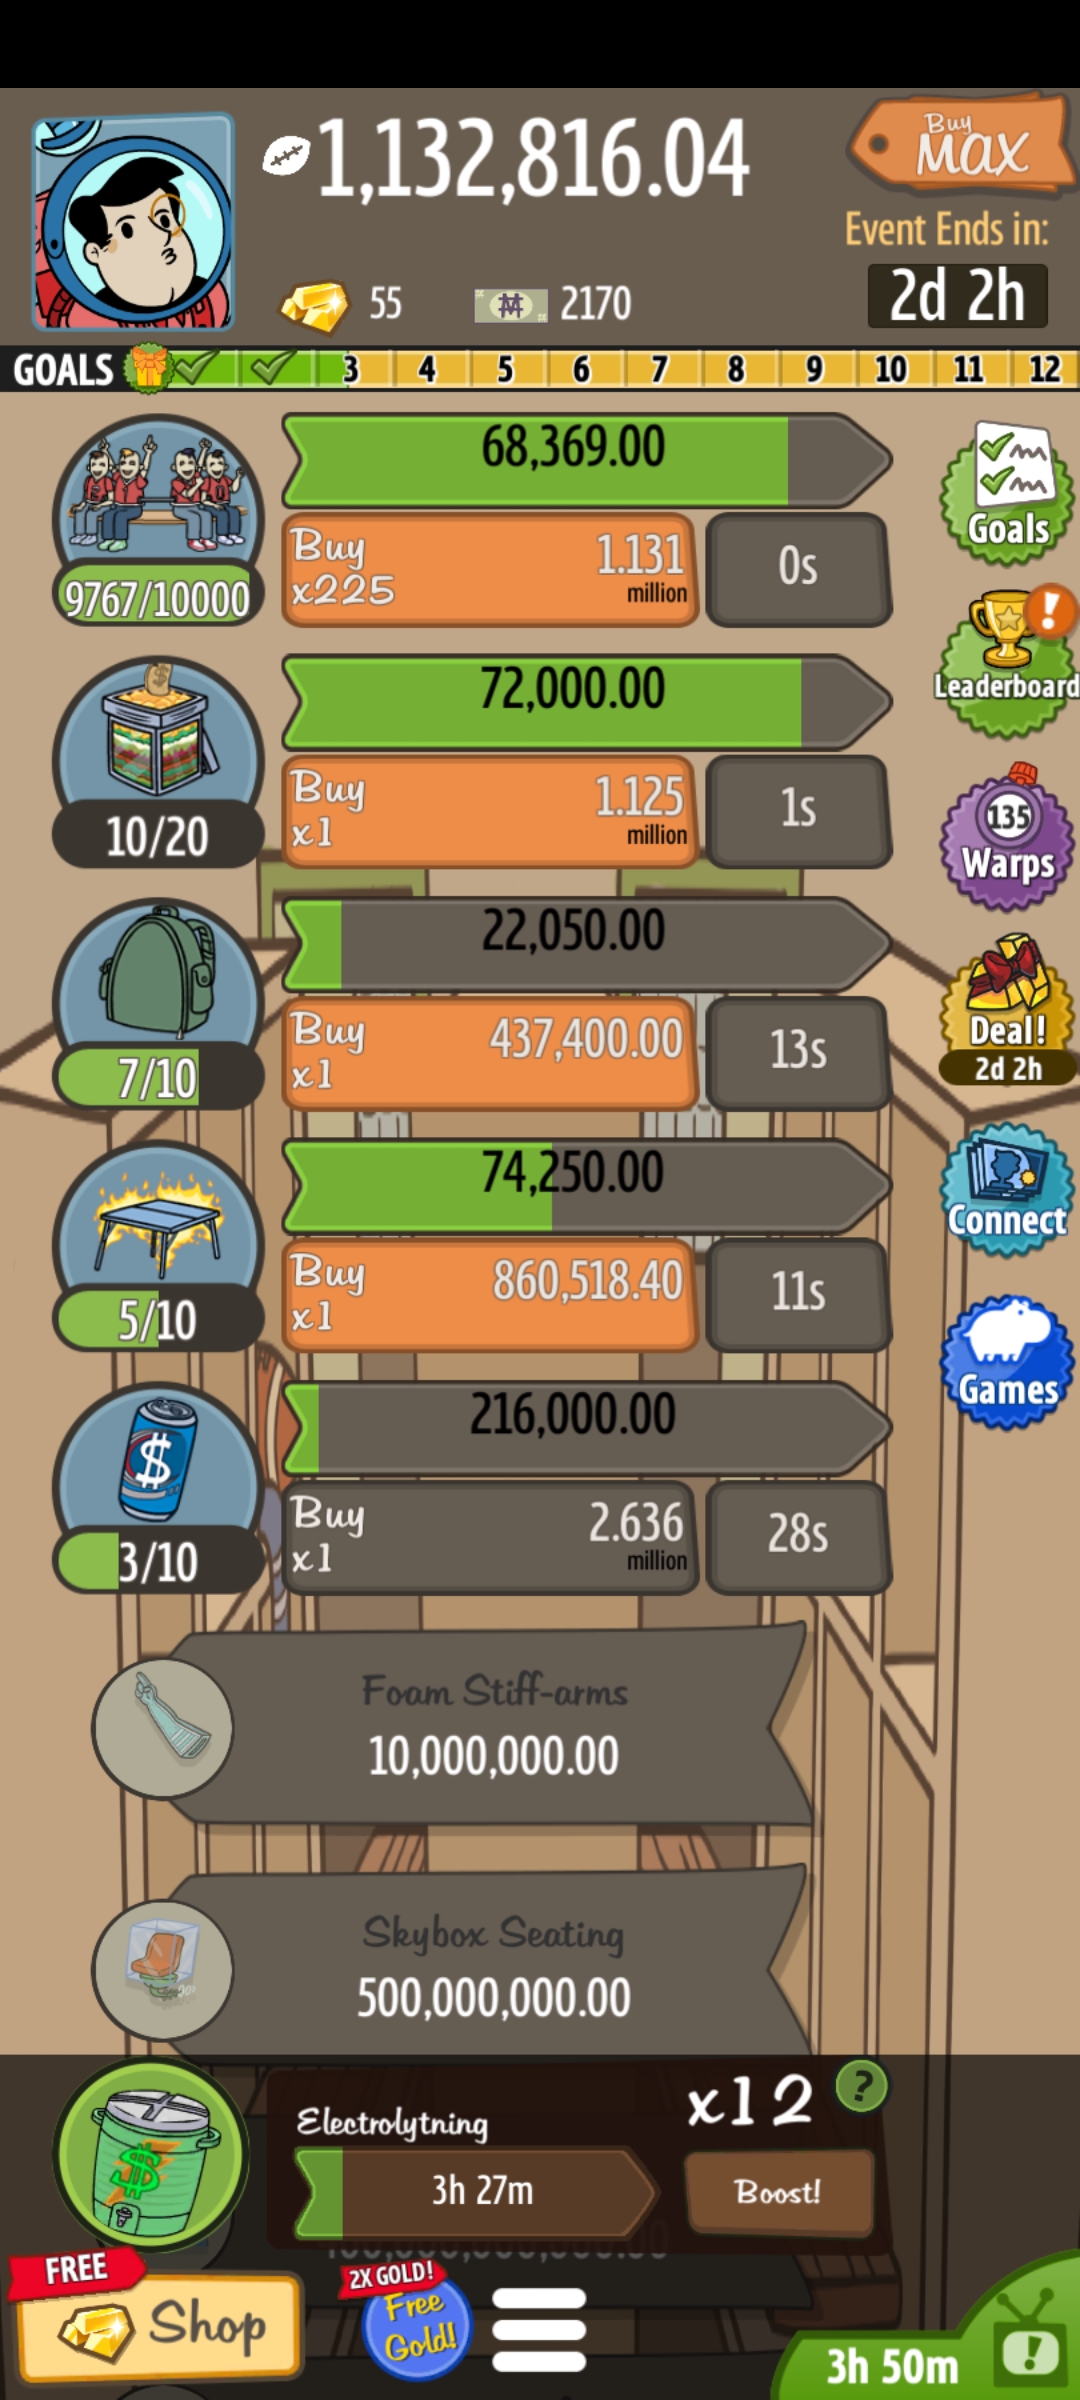 1,132,816.04
Buy
MAX
Event Ends in:
2d 2h
55
2170
GOALS 3 4 5 6 7 8 9 10 11 12
68,369.00
Buy
x225
1.131
million
0s
9767/10000
Goals
72,000.00
Buy
x1
1.125
million
1s
10/20
Leaderboard
135
Warps
22,050.00
Buy
x1
437,400.00
13s
7/10
Deal!
2d 2h
74,250.00
Buy
x1
860,518.40
11s
5/10
Connect
216,000.00
Buy
x1
2.636
million
28s
3/10
Games
Foam Stiff-arms
10,000,000.00
Skybox Seating
500,000,000.00
Electrolytning
3h 27m
x12
?
Boost!
FREE
Shop
2X GOLD!
Free
Gold!
3h 50m